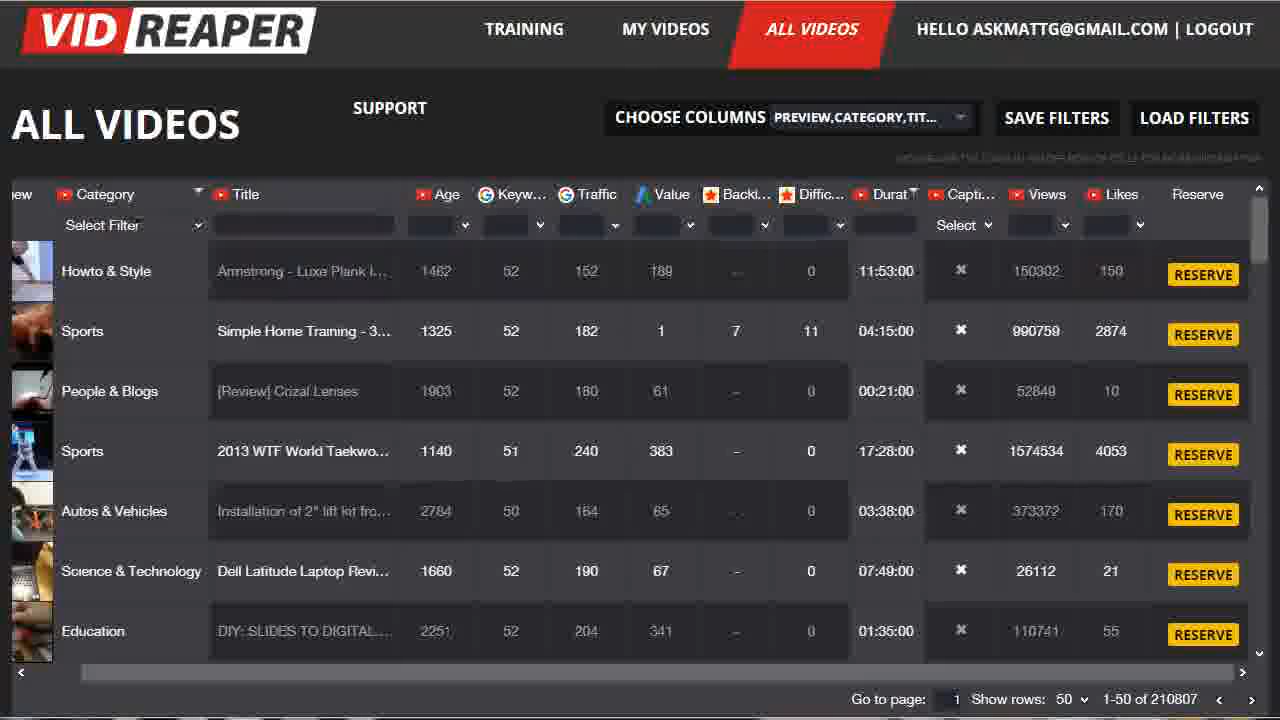 VID REAPER
TRAINING MY VIDEOS ALL VIDEOS HELLO ASKMATTG@GMAIL.COM | LOGOUT
ALL VIDEOS
SUPPORT
CHOOSE COLUMNS PREVIEW,CATEGORY,TIT... SAVE FILTERS LOAD FILTERS
ew Category Title Age Keyw... Traffic Value Backl... Diffic... Durat Capti... Views Likes Reserve
Select Filter Select
Howto & Style Armstrong - Luxe Plank I... 1462 52 152 189 - 0 11:53:00 ✖ 150302 150 RESERVE
Sports Simple Home Training - 3... 1325 52 182 1 7 11 04:15:00 ✖ 990759 2874 RESERVE
People & Blogs [Review] Crizal Lenses 1903 52 180 61 - 0 00:21:00 ✖ 52849 10 RESERVE
Sports 2013 WTF World Taekwo... 1140 51 240 383 - 0 17:28:00 ✖ 1574534 4053 RESERVE
Autos & Vehicles Installation of 2" lift kit fro... 2784 50 164 65 - 0 03:38:00 ✖ 373372 170 RESERVE
Science & Technology Dell Latitude Laptop Revi... 1660 52 190 67 - 0 07:49:00 ✖ 26112 21 RESERVE
Education DIY: SLIDES TO DIGITAL... 2251 52 204 341 - 0 01:35:00 ✖ 110741 55 RESERVE
Go to page: 1 Show rows: 50 1-50 of 210807